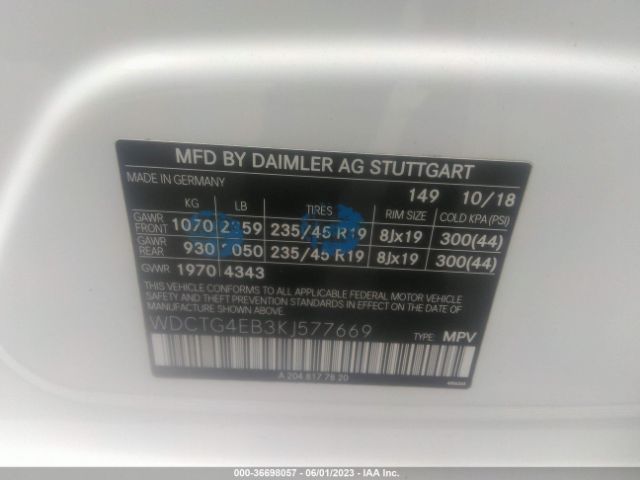 MFD BY DAIMLER AG STUTTGART
MADE IN GERMANY
149 10/18
KG LB TIRES RIM SIZE COLD KPA (PSI)
GAWR FRONT 1070 2359 235/45 R19 8Jx19 300(44)
GAWR REAR 930 2050 235/45 R19 8Jx19 300(44)
GVWR 1970 4343
THIS VEHICLE CONFORMS TO ALL APPLICABLE FEDERAL MOTOR VEHICLE
SAFETY BUMPER, AND THEFT PREVENTION STANDARDS IN EFFECT
ON THE DATE OF MANUFACTURE SHOWN ABOVE.
WDCTG4EB3KJ577669 TYPE: MPV
A 204 817 78 20
000-36698057 - 06/01/2023 - IAA Inc.